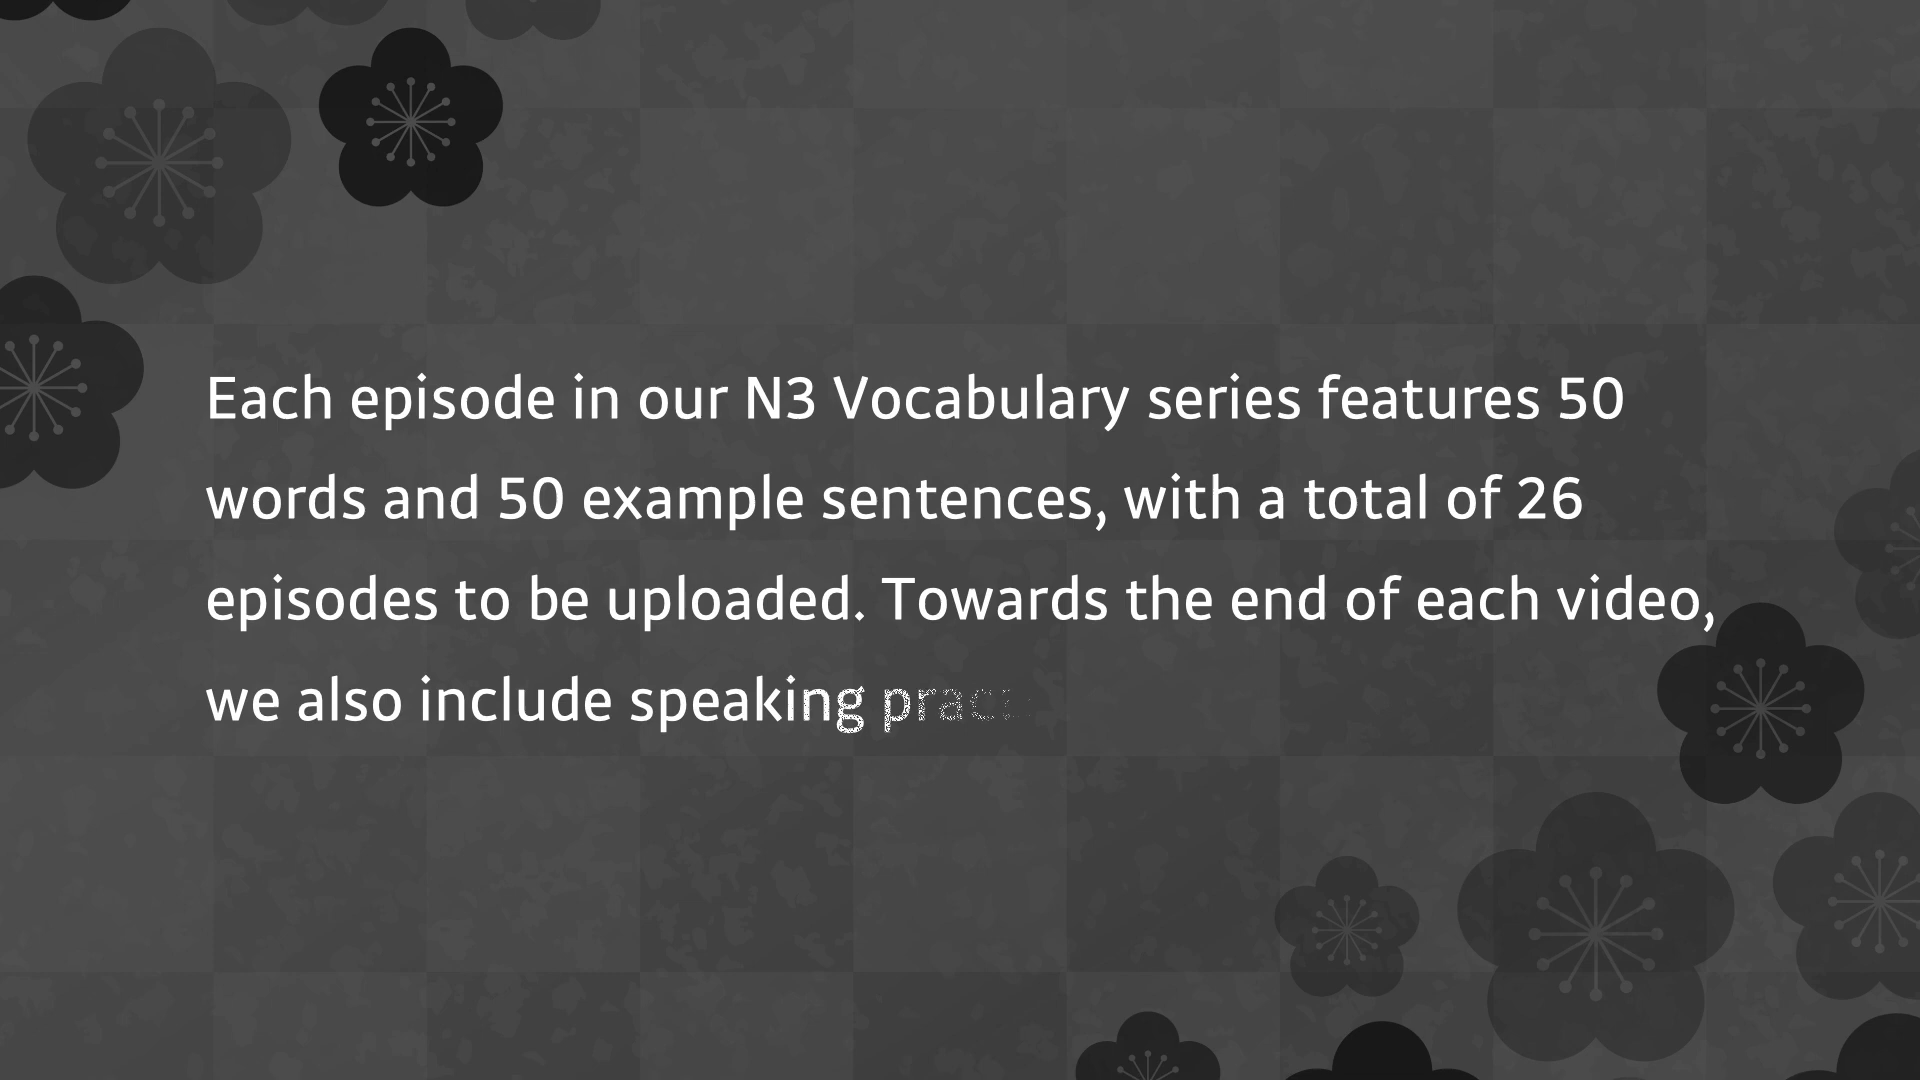 Each episode in our N3 Vocabulary series features 50
words and 50 example sentences, with a total of 26
episodes to be uploaded. Towards the end of each video,
we also include speaking